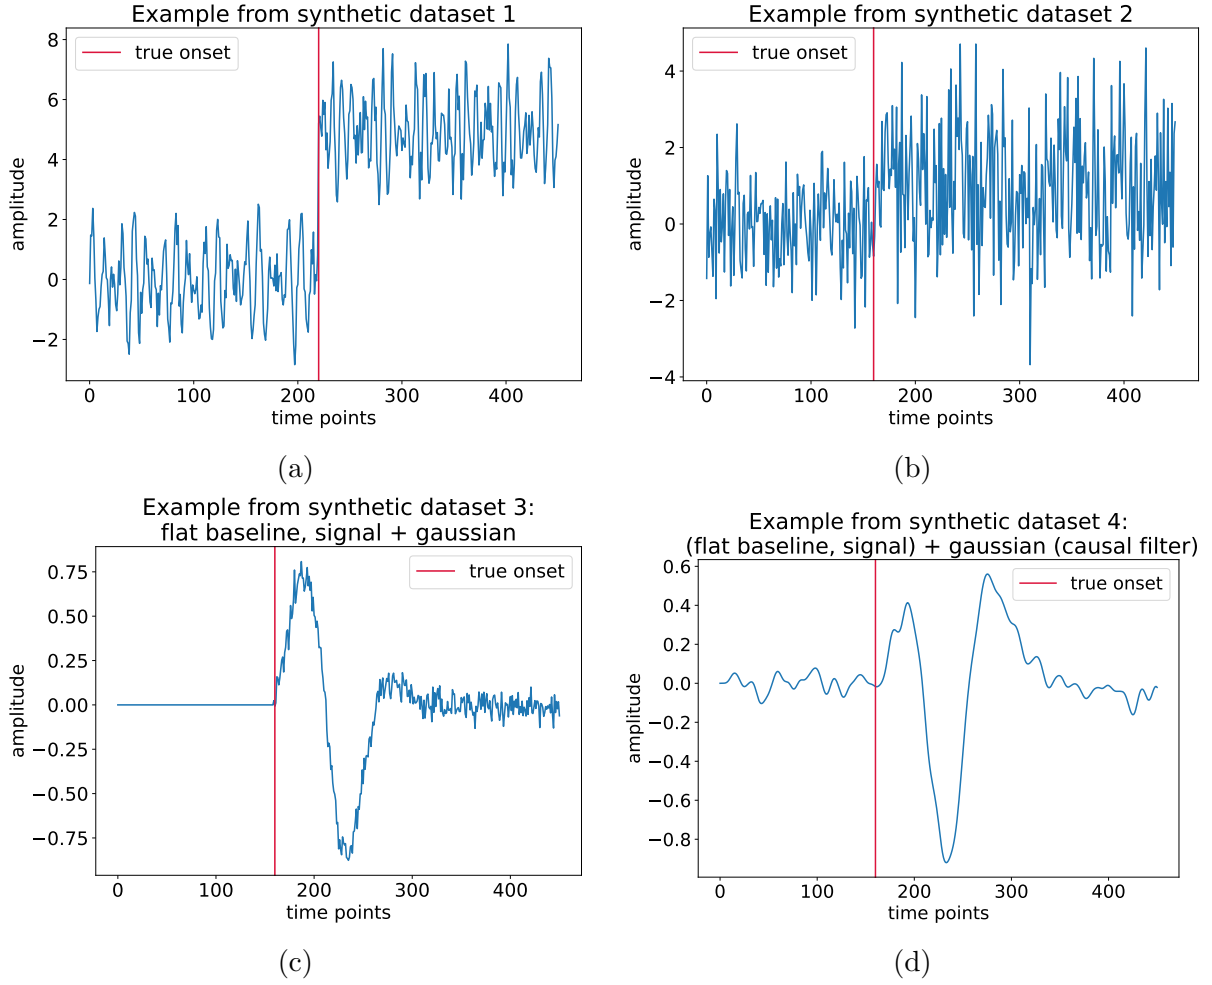 Example from synthetic dataset 1
true onset
8
6
4
2
0
−2
amplitude
0 100 200 300 400
time points
(a)
Example from synthetic dataset 2
true onset
4
2
0
−2
−4
amplitude
0 100 200 300 400
time points
(b)
Example from synthetic dataset 3:
flat baseline, signal + gaussian
true onset
0.75
0.50
0.25
0.00
−0.25
−0.50
−0.75
amplitude
0 100 200 300 400
time points
(c)
Example from synthetic dataset 4:
(flat baseline, signal) + gaussian (causal filter)
true onset
0.6
0.4
0.2
0.0
−0.2
−0.4
−0.6
−0.8
amplitude
0 100 200 300 400
time points
(d)